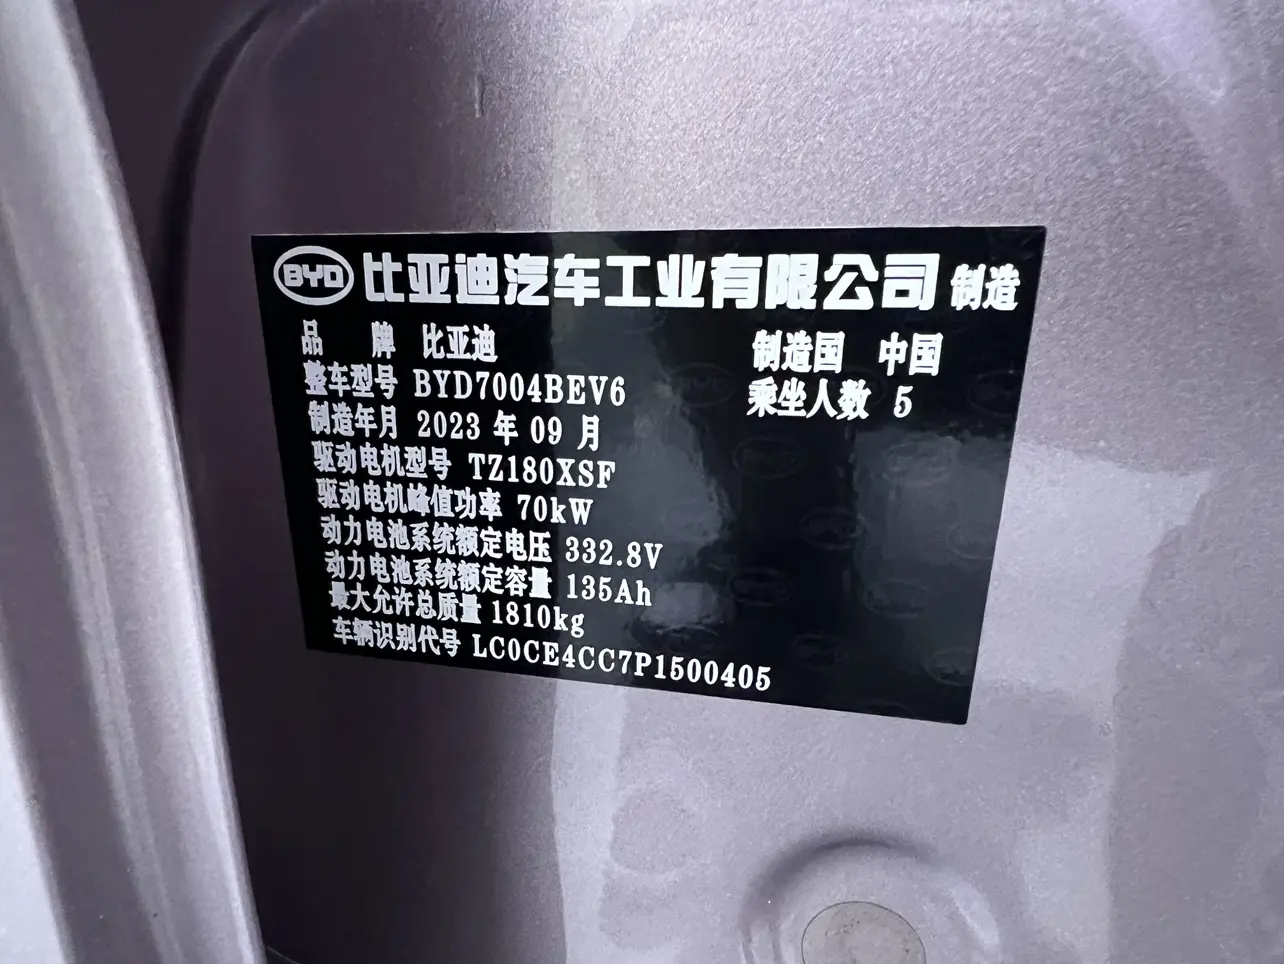 BYD 比亚迪汽车工业有限公司 制造
品 牌 比亚迪 制造国 中国
整车型号 BYD7004BEV6 乘坐人数 5
制造年月 2023 年 09 月
驱动电机型号 TZ180XSF
驱动电机峰值功率 70kW
动力电池系统额定电压 332.8V
动力电池系统额定容量 135Ah
最大允许总质量 1810kg
车辆识别代号 LC0CE4CC7P1500405